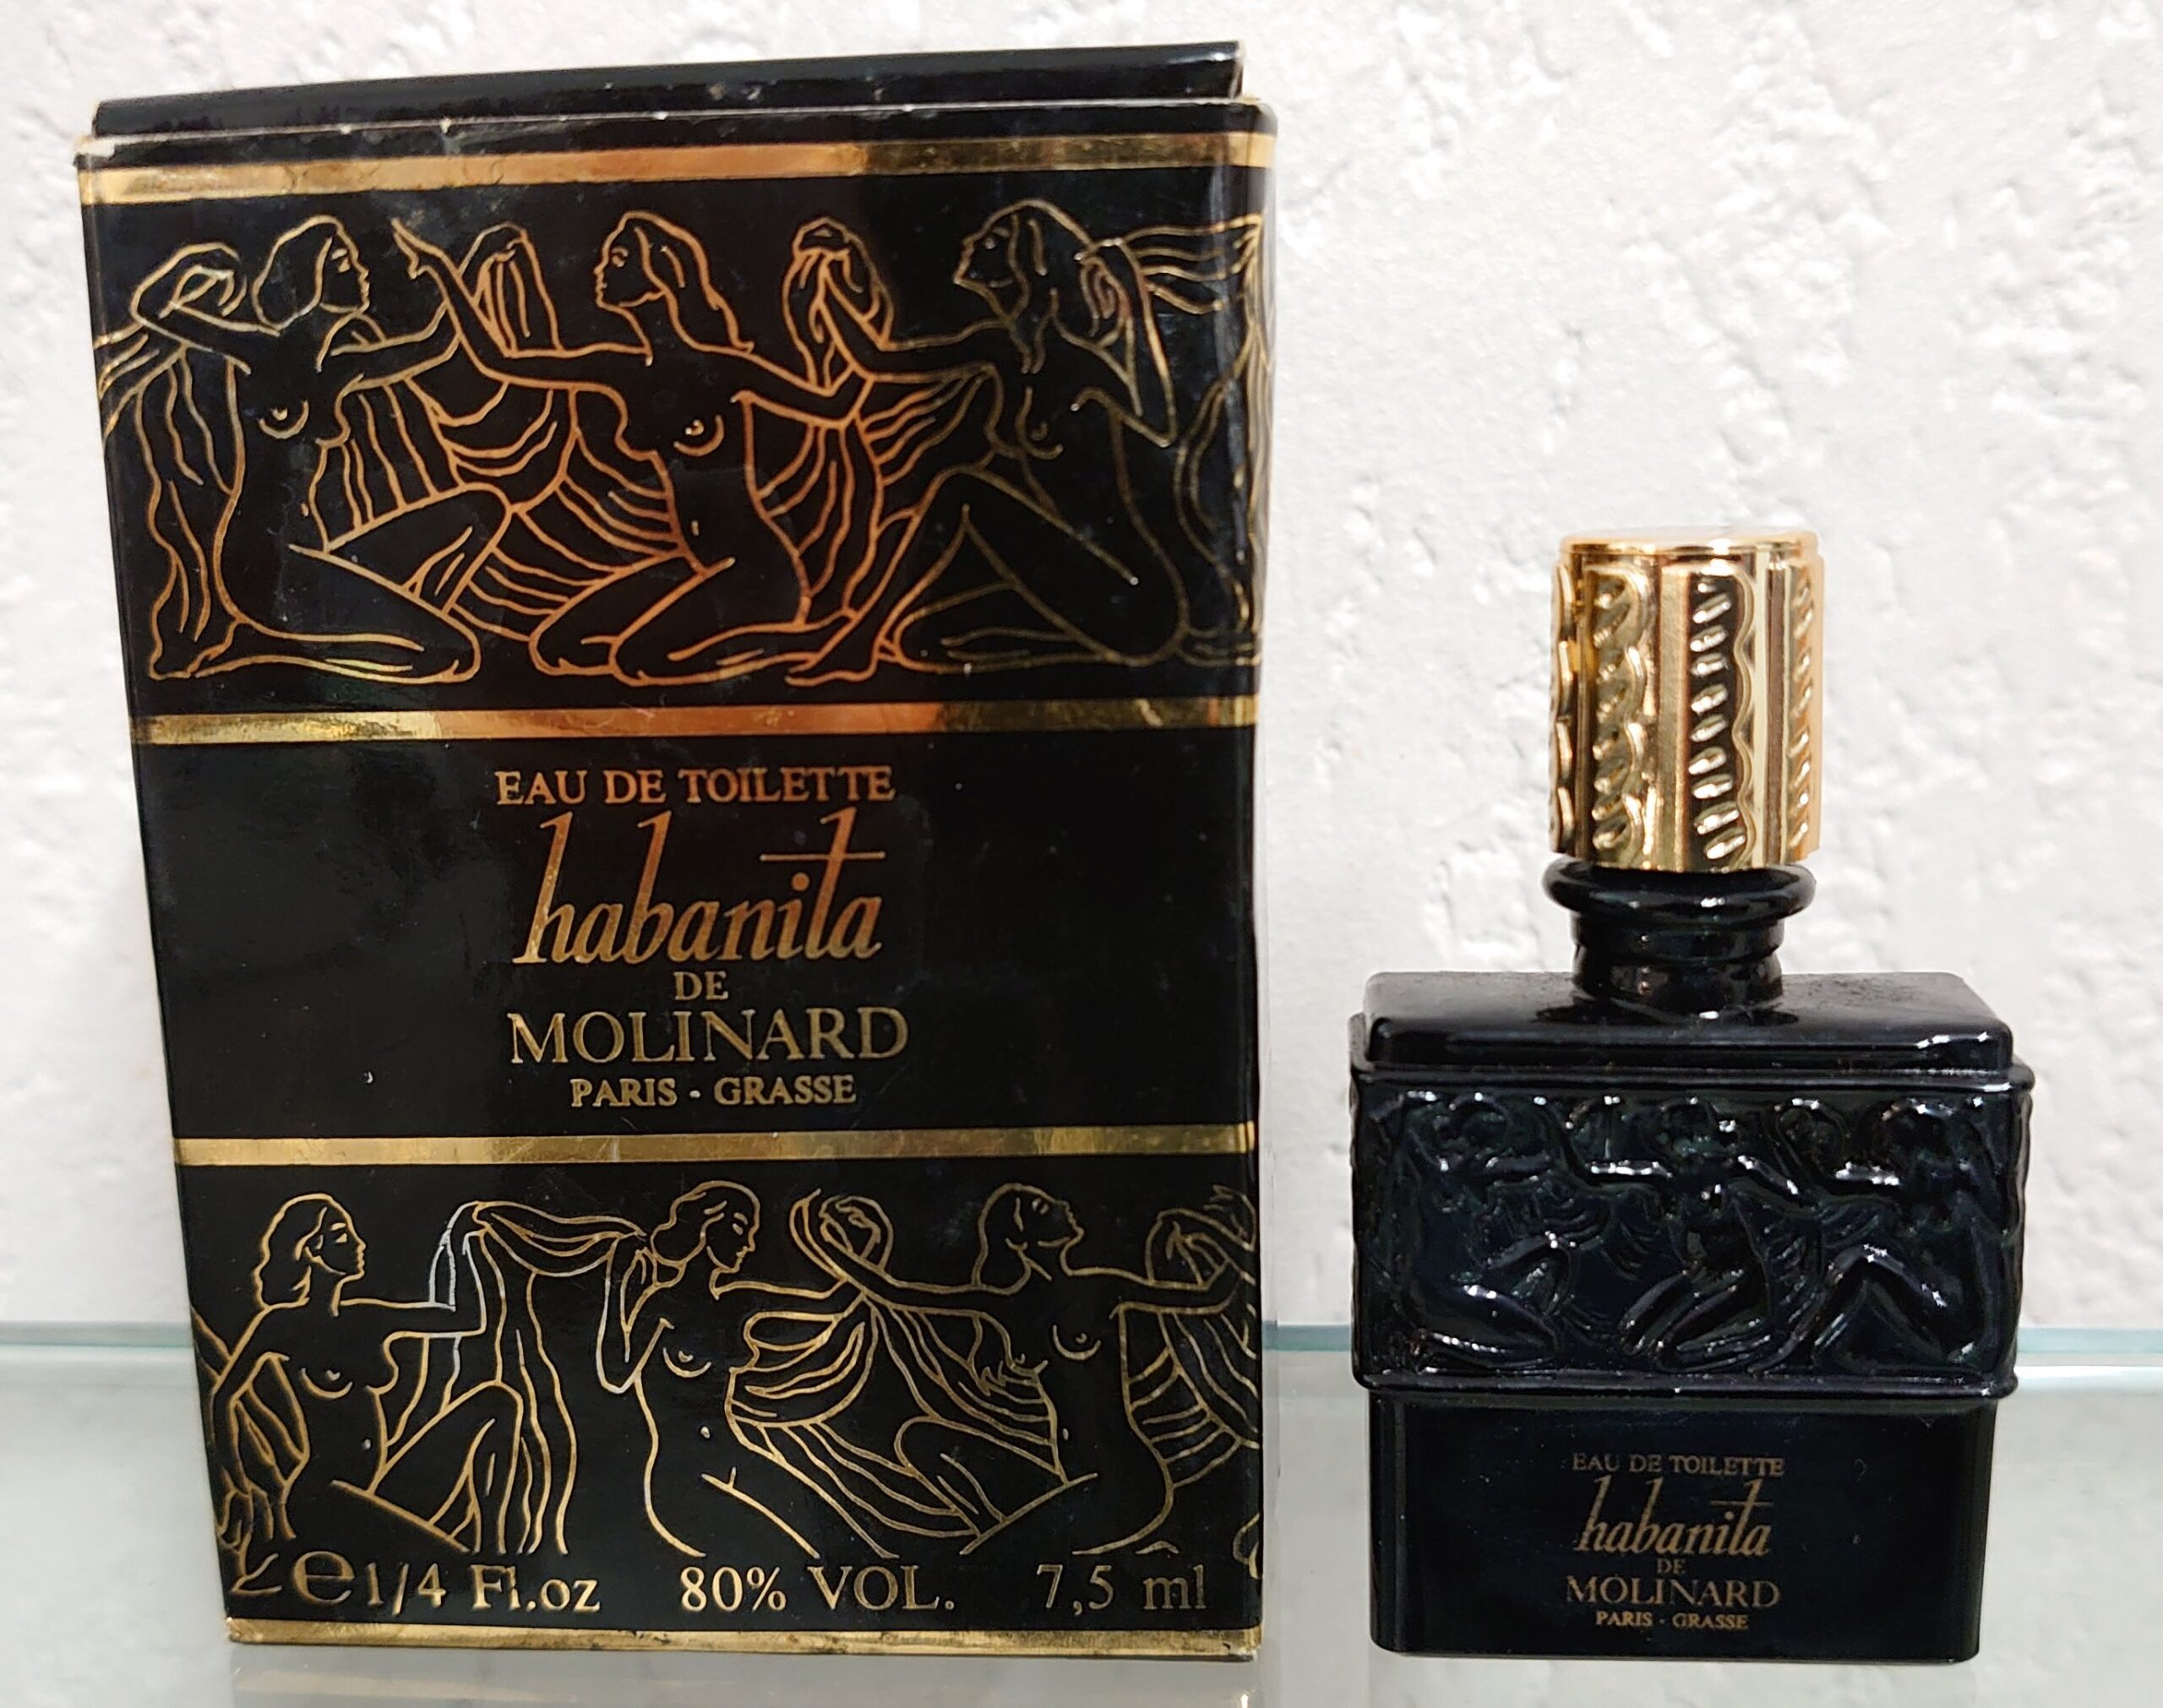 EAU DE TOILETTE
habanita
DE
MOLINARD
PARIS - GRASSE
e 1/4 Fl.oz 80% VOL. 7,5 ml
EAU DE TOILETTE
habanita
DE
MOLINARD
PARIS - GRASSE